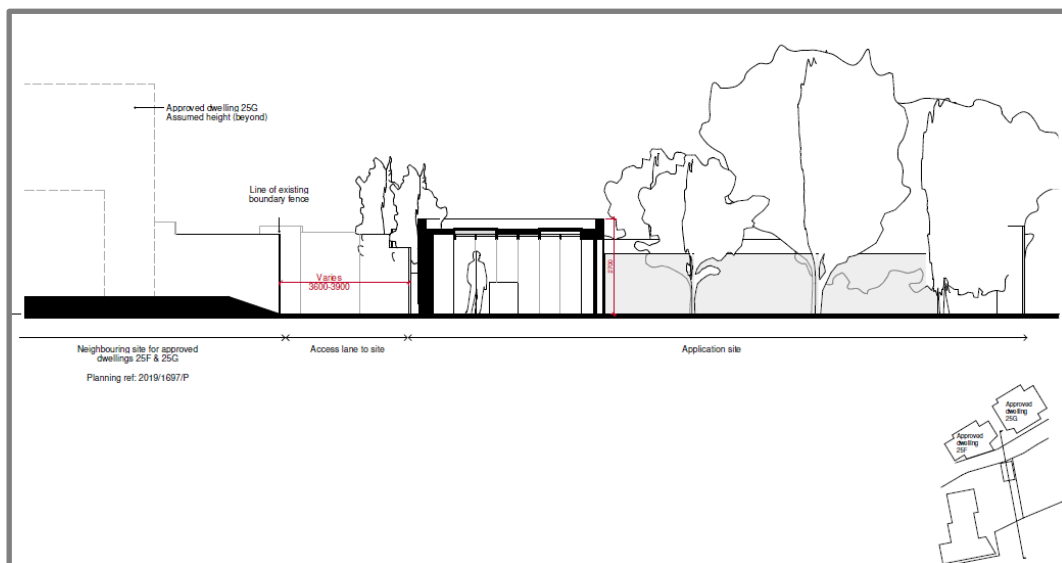 Approved dwelling 25G
Assumed height (beyond)
Line of existing
boundary fence
Varies
3600-3900
2700
Neighbouring site for approved
dwellings 25F & 25G
Planning ref: 2019/1697/P
Access lane to site
Application site
Approved
dwelling
25G
Approved
dwelling
25F